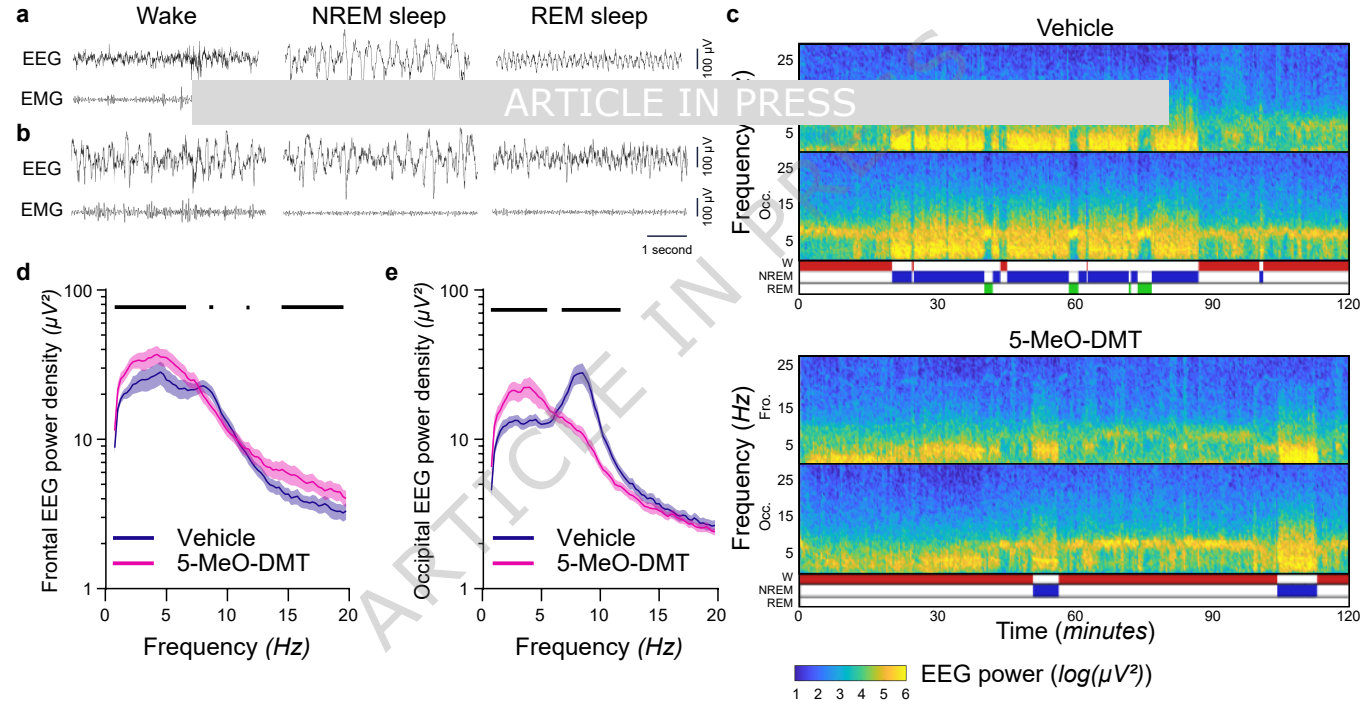 a
Wake
NREM sleep
REM sleep
EEG
100 µV
EMG
ARTICLE IN PRESS
b
EEG
100 µV
EMG
100 µV
1 second
c
Vehicle
25
5
25
15
5
Frequency
Occ.
W
NREM
REM
0
30
60
90
120
5-MeO-DMT
25
15
5
Fro.
25
15
5
Occ.
Frequency (Hz)
W
NREM
REM
0
30
60
90
120
Time (minutes)
1 2 3 4 5 6
EEG power (log(µV²))
d
Frontal EEG power density (µV²)
100
10
1
Vehicle
5-MeO-DMT
0 5 10 15 20
Frequency (Hz)
e
Occipital EEG power density (µV²)
100
10
1
Vehicle
5-MeO-DMT
0 5 10 15 20
Frequency (Hz)
ARTICLE IN PRESS